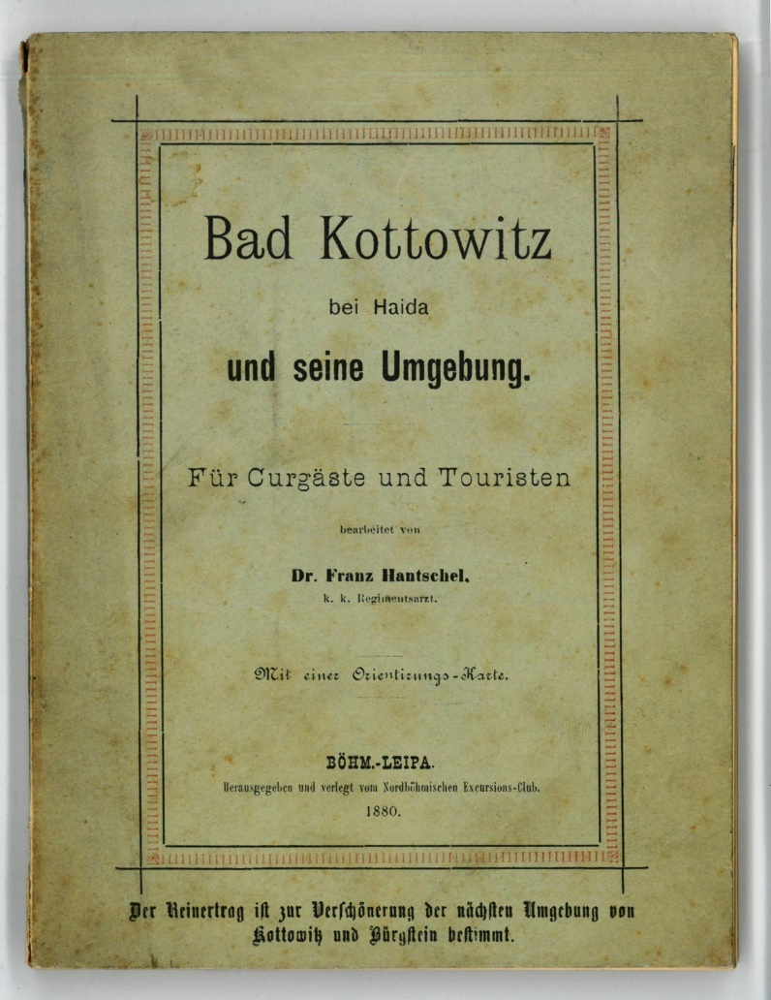 Bad Kottowitz
bei Haida
und seine Umgebung.
Für Curgäste und Touristen
bearbeitet von
Dr. Franz Hantschel,
k. k. Regimentsarzt.
Mit einer Orientirungs-Karte.
BÖHM.-LEIPA.
Herausgegeben und verlegt vom Nordböhmischen Excursions-Club.
1880.
Der Reinertrag ist zur Verschönerung der nächsten Umgebung von
Kottowitz und Bürgstein bestimmt.